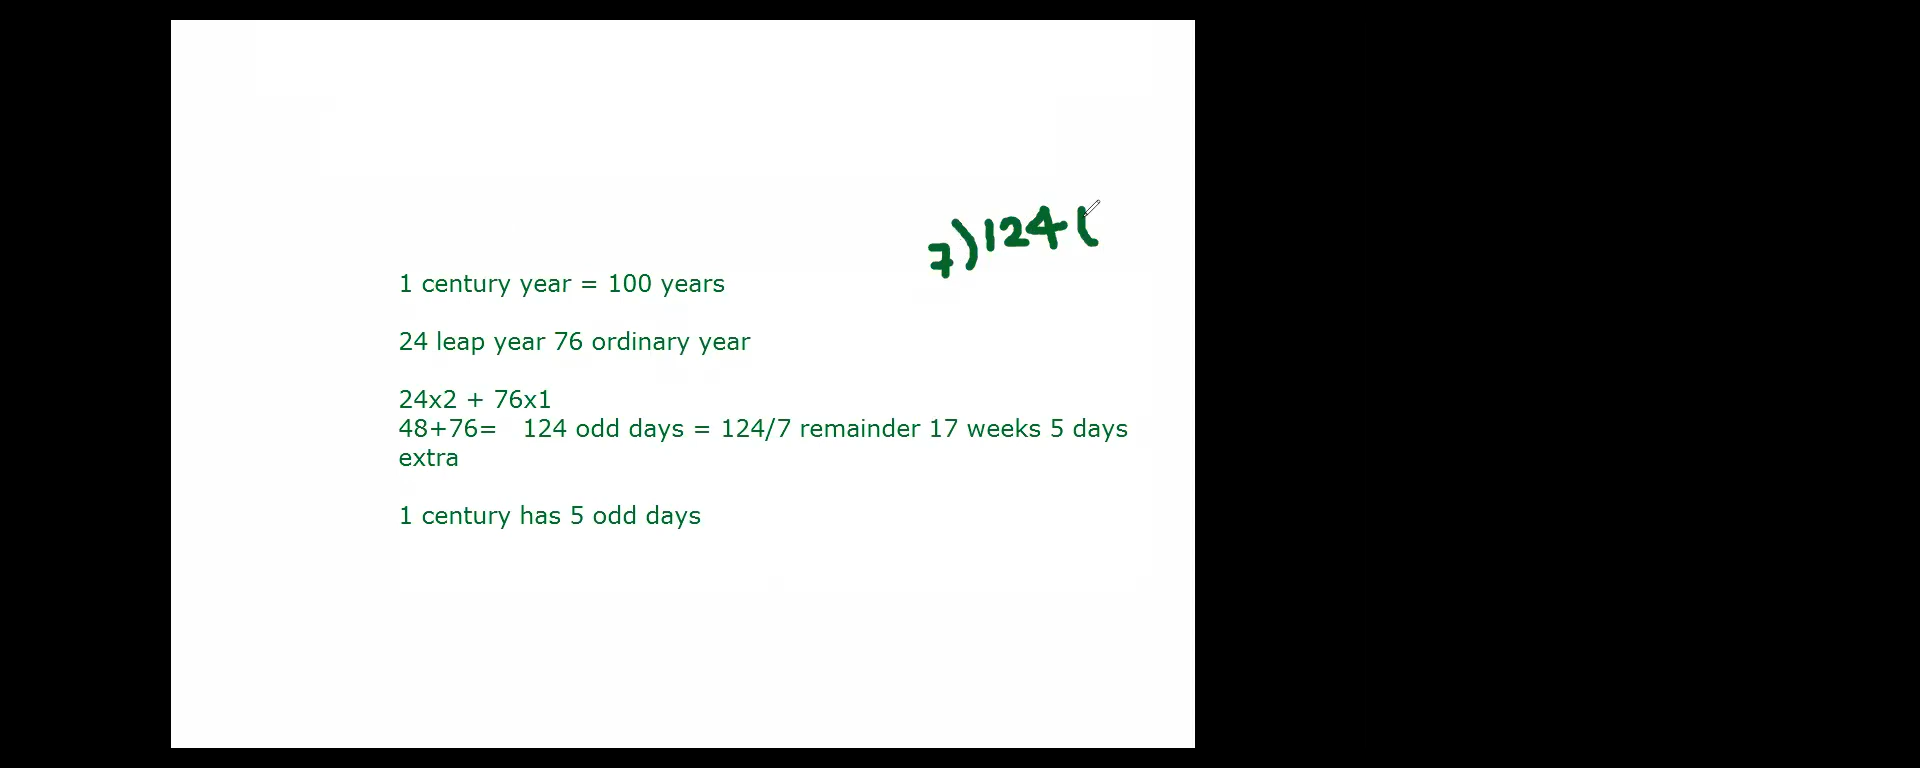 7)124(
1 century year = 100 years
24 leap year 76 ordinary year
24x2 + 76x1
48+76=   124 odd days = 124/7 remainder 17 weeks 5 days
extra
1 century has 5 odd days